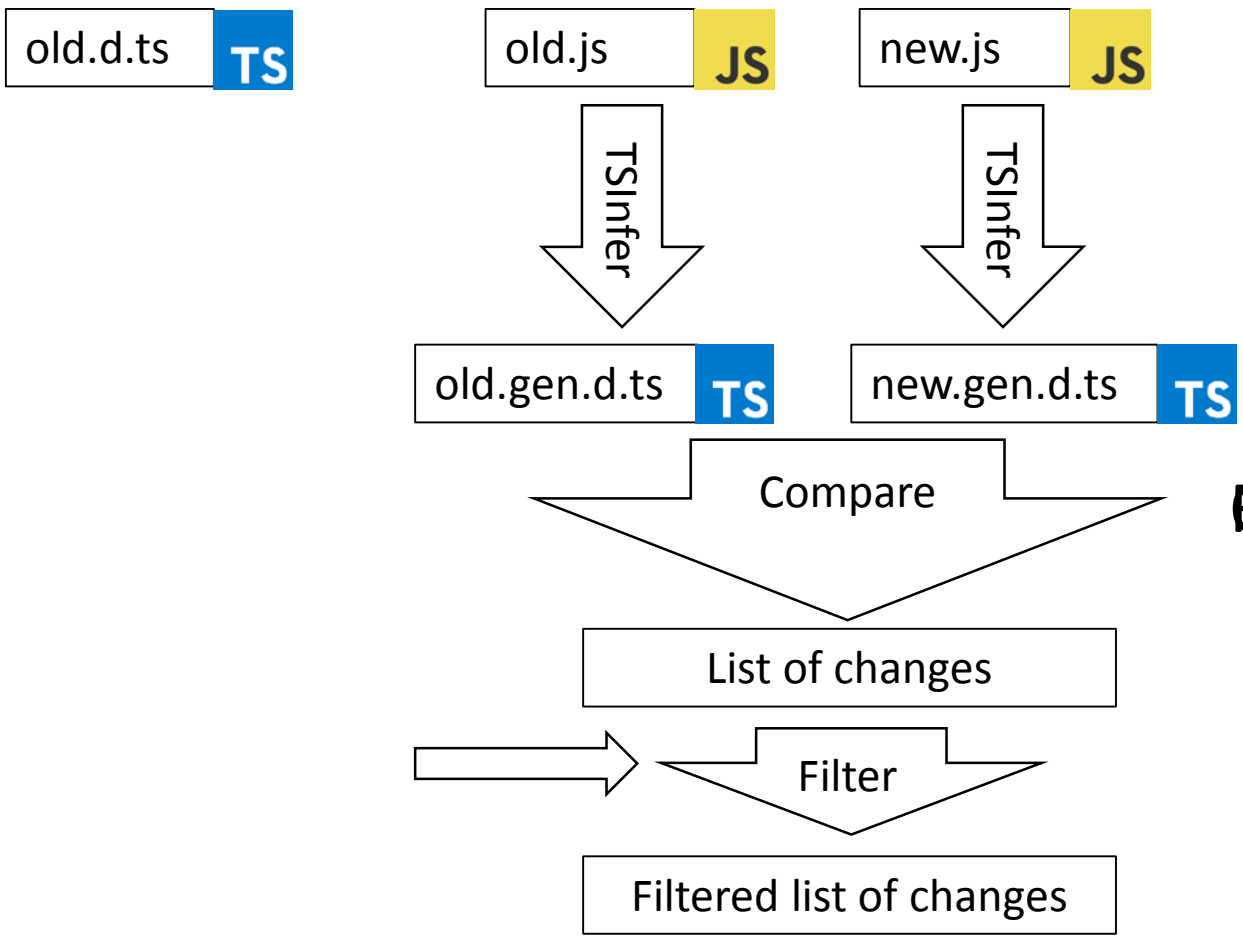 old.d.ts TS
old.js JS
new.js JS
TSInfer
TSInfer
old.gen.d.ts TS
new.gen.d.ts TS
Compare
List of changes
Filter
Filtered list of changes